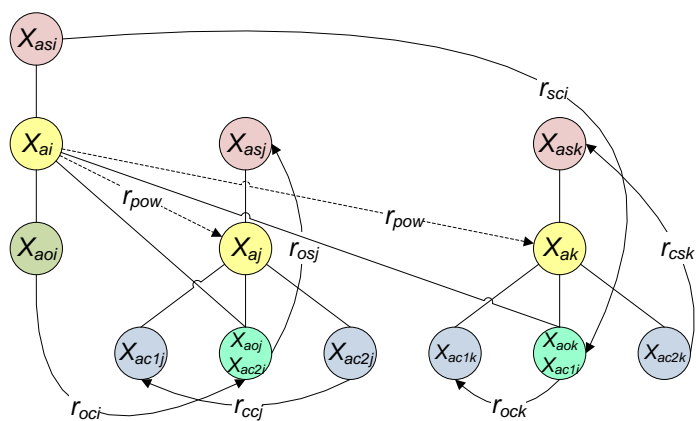 Xasi
rsci
Xai
Xasj
Xask
rpow
rpow
Xaoi
Xaj
rosj
Xak
rcsk
Xac1j
Xaoj
Xac2i
Xac2j
Xac1k
Xaok
Xac1i
Xac2k
roci
rccj
rock